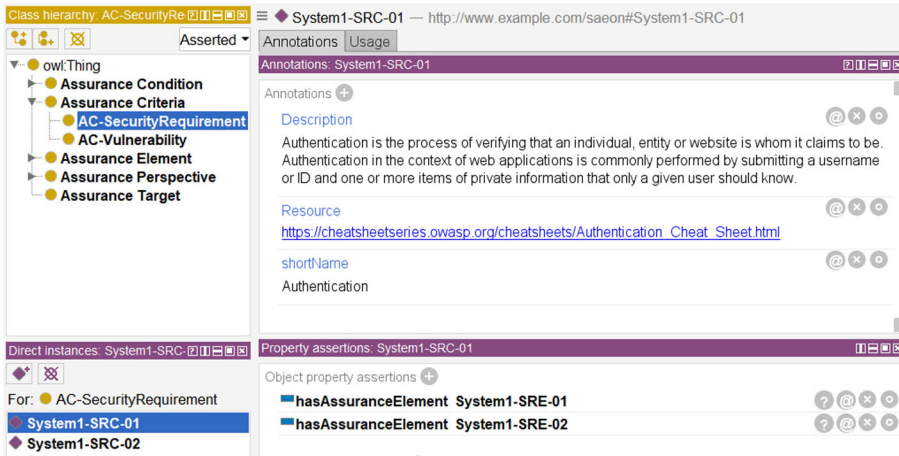 Class hierarchy: AC-SecurityRe
Asserted
owl:Thing
Assurance Condition
Assurance Criteria
AC-SecurityRequirement
AC-Vulnerability
Assurance Element
Assurance Perspective
Assurance Target
Direct instances: System1-SRC-
For: AC-SecurityRequirement
System1-SRC-01
System1-SRC-02
System1-SRC-01 — http://www.example.com/saeon#System1-SRC-01
Annotations Usage
Annotations: System1-SRC-01
Annotations
Description
Authentication is the process of verifying that an individual, entity or website is whom it claims to be.
Authentication in the context of web applications is commonly performed by submitting a username
or ID and one or more items of private information that only a given user should know.
Resource
https://cheatsheetseries.owasp.org/cheatsheets/Authentication_Cheat_Sheet.html
shortName
Authentication
Property assertions: System1-SRC-01
Object property assertions
hasAssuranceElement System1-SRE-01
hasAssuranceElement System1-SRE-02